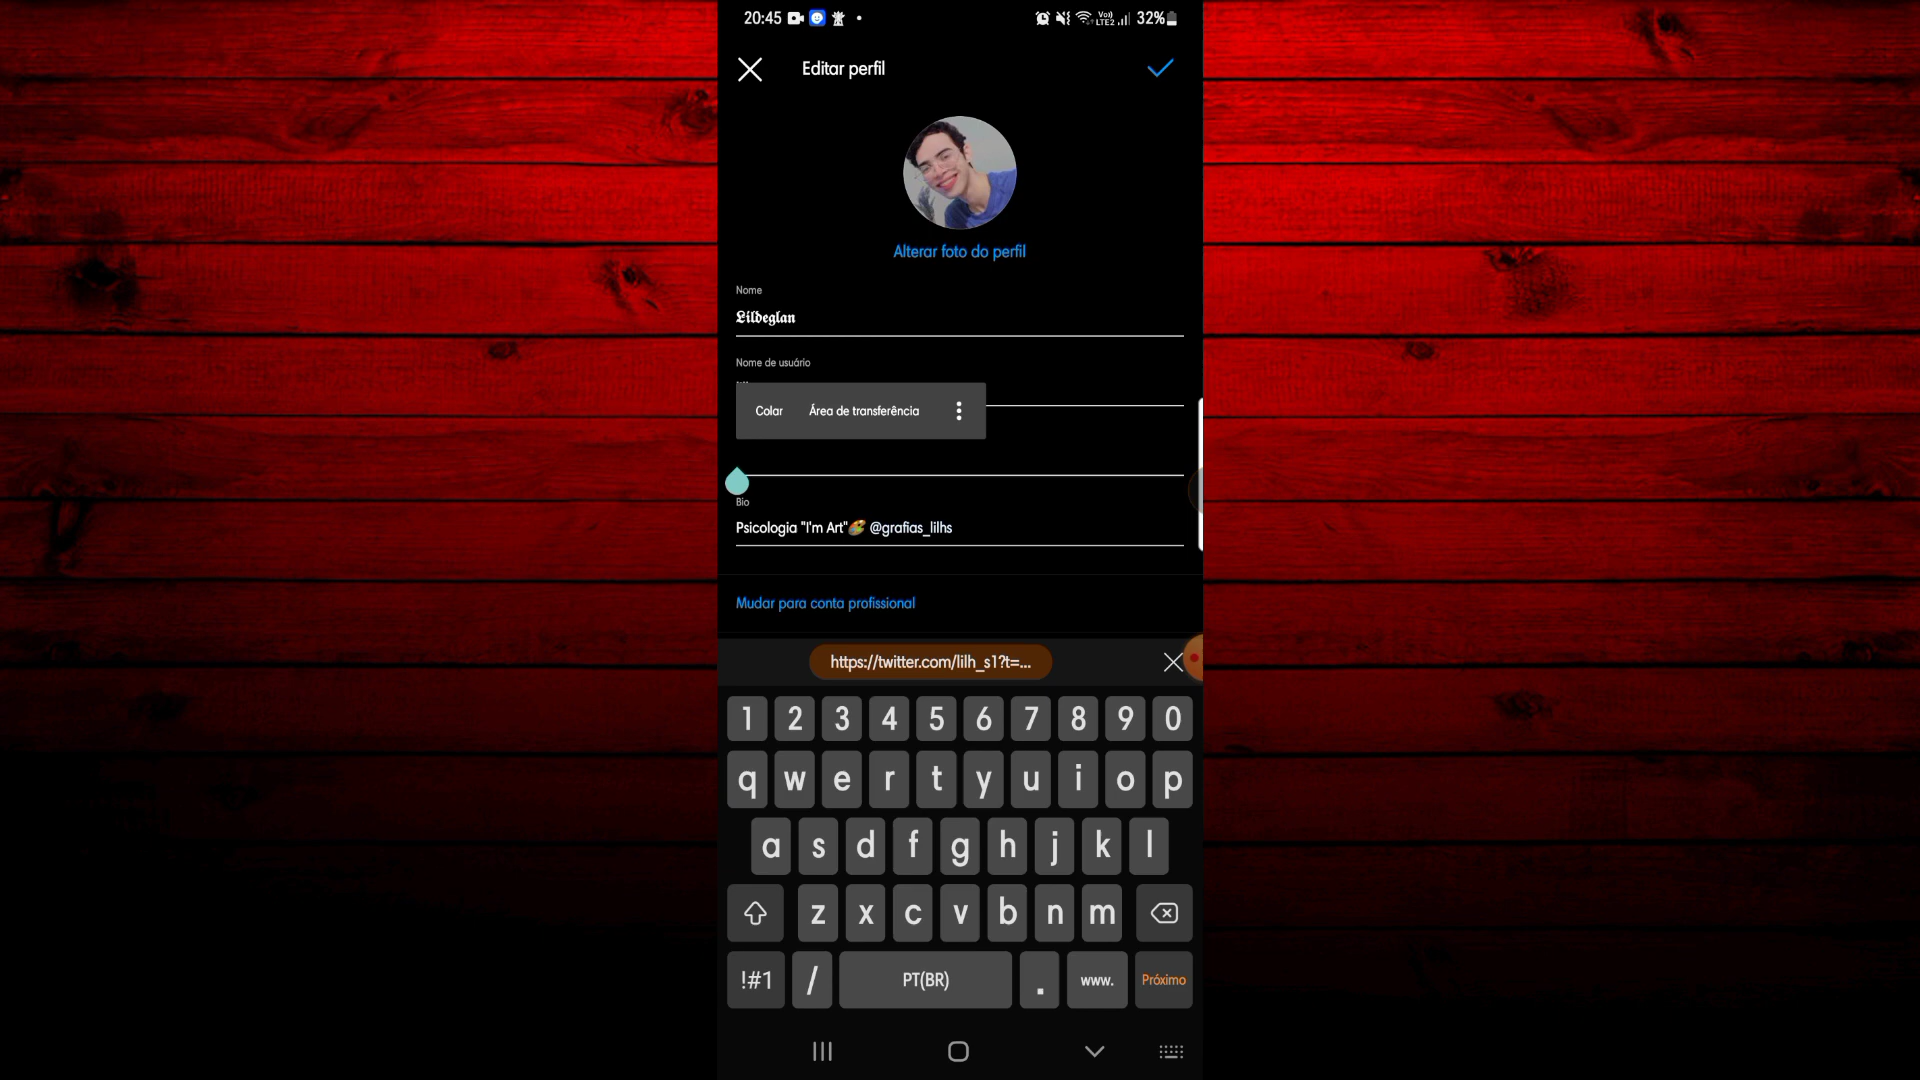 20:45 Vo)) LTE2 32%
Editar perfil
Alterar foto do perfil
Nome
𝕷𝖎𝖑𝖉𝖊𝖌𝖑𝖆𝖓
Nome de usuário
Colar Área de transferência
Bio
Psicologia "I'm Art"🎨 @grafias_lilhs
Mudar para conta profissional
https://twitter.com/lilh_s1?t=...
1 2 3 4 5 6 7 8 9 0
q w e r t y u i o p
a s d f g h j k l
z x c v b n m
!#1 / PT(BR) . www. Próximo